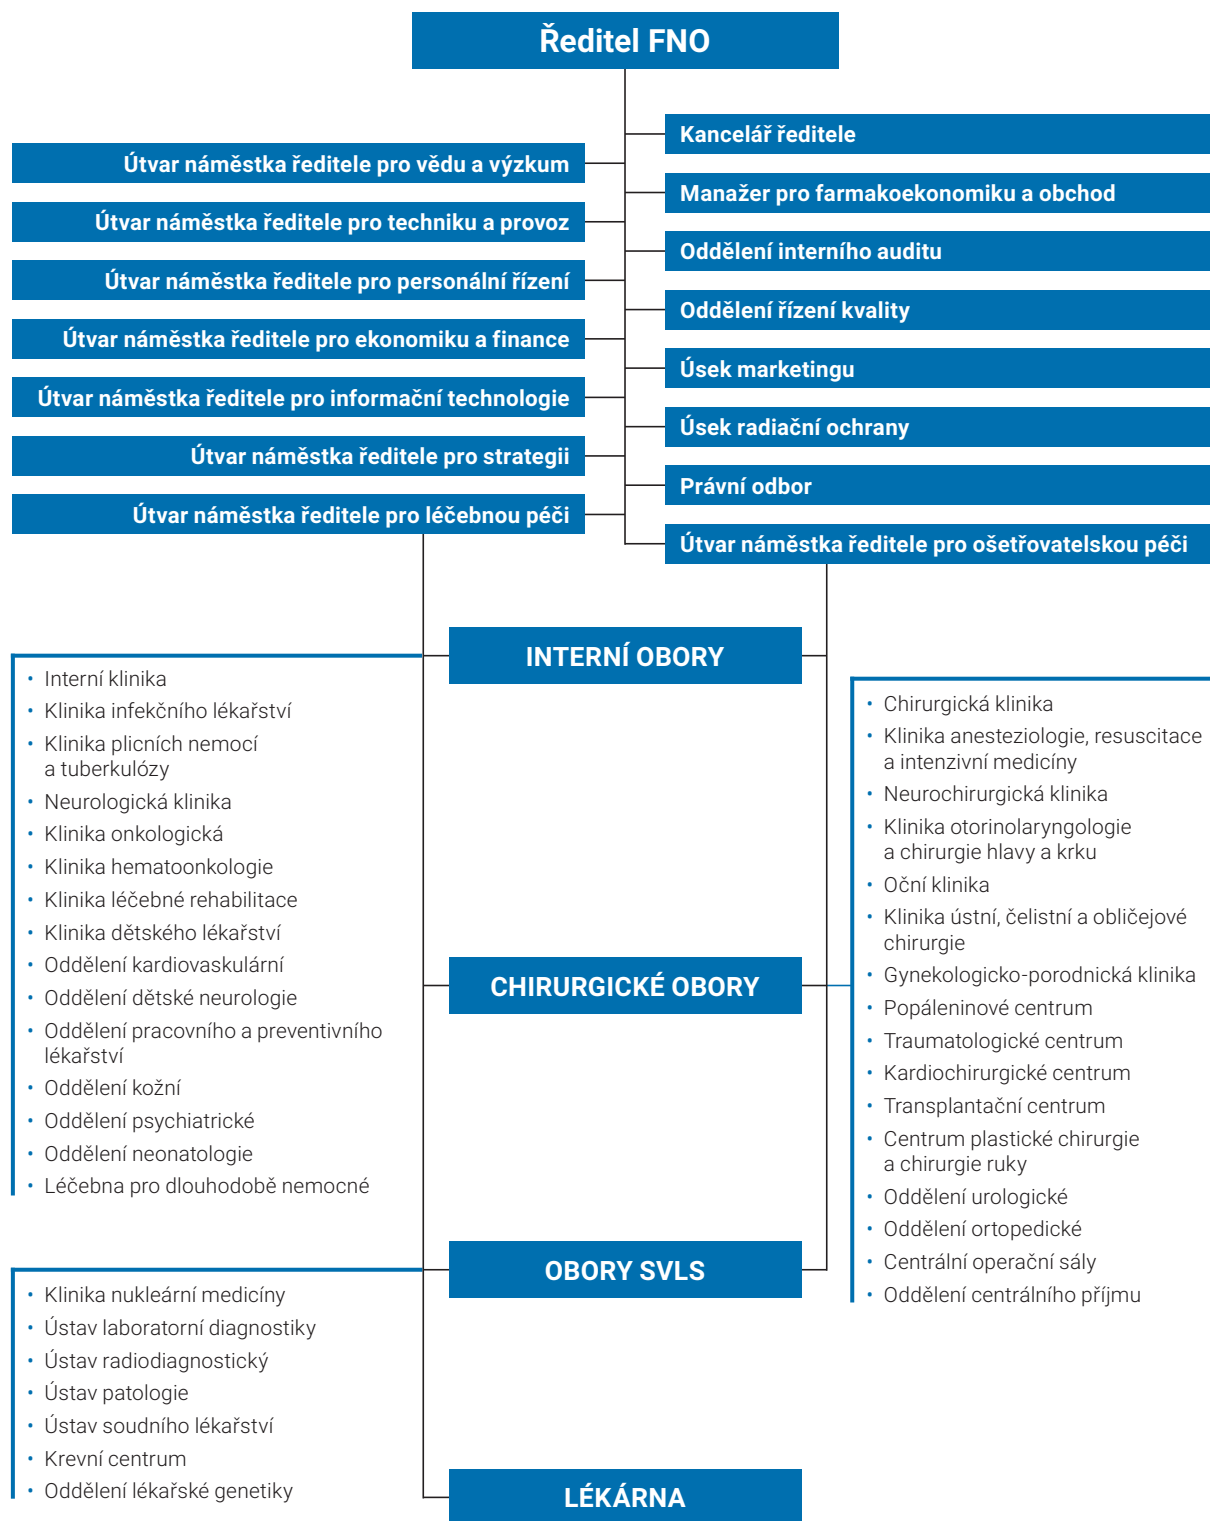 Ředitel FNO
Útvar náměstka ředitele pro vědu a výzkum
Útvar náměstka ředitele pro techniku a provoz
Útvar náměstka ředitele pro personální řízení
Útvar náměstka ředitele pro ekonomiku a finance
Útvar náměstka ředitele pro informační technologie
Útvar náměstka ředitele pro strategii
Útvar náměstka ředitele pro léčebnou péči
Kancelář ředitele
Manažer pro farmakoekonomiku a obchod
Oddělení interního auditu
Oddělení řízení kvality
Úsek marketingu
Úsek radiační ochrany
Právní odbor
Útvar náměstka ředitele pro ošetřovatelskou péči
INTERNÍ OBORY
• Interní klinika
• Klinika infekčního lékařství
• Klinika plicních nemocí
a tuberkulózy
• Neurologická klinika
• Klinika onkologická
• Klinika hematoonkologie
• Klinika léčebné rehabilitace
• Klinika dětského lékařství
• Oddělení kardiovaskulární
• Oddělení dětské neurologie
• Oddělení pracovního a preventivního
lékařství
• Oddělení kožní
• Oddělení psychiatrické
• Oddělení neonatologie
• Léčebna pro dlouhodobě nemocné
CHIRURGICKÉ OBORY
• Chirurgická klinika
• Klinika anesteziologie, resuscitace
a intenzivní medicíny
• Neurochirurgická klinika
• Klinika otorinolaryngologie
a chirurgie hlavy a krku
• Oční klinika
• Klinika ústní, čelistní a obličejové
chirurgie
• Gynekologicko-porodnická klinika
• Popáleninové centrum
• Traumatologické centrum
• Kardiochirurgické centrum
• Transplantační centrum
• Centrum plastické chirurgie
a chirurgie ruky
• Oddělení urologické
• Oddělení ortopedické
• Centrální operační sály
• Oddělení centrálního příjmu
OBORY SVLS
• Klinika nukleární medicíny
• Ústav laboratorní diagnostiky
• Ústav radiodiagnostický
• Ústav patologie
• Ústav soudního lékařství
• Krevní centrum
• Oddělení lékařské genetiky
LÉKÁRNA